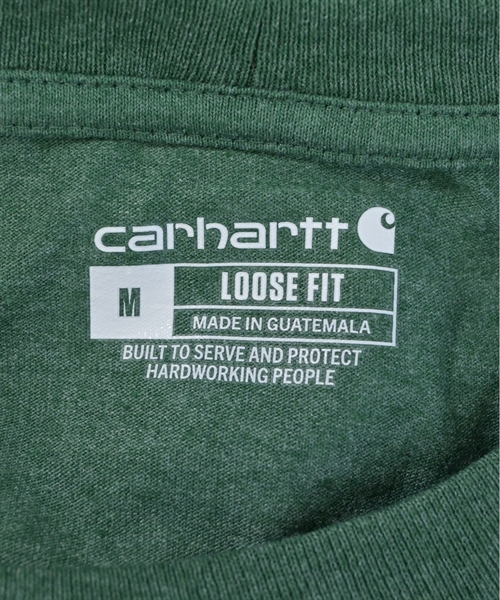 carhartt
M
LOOSE FIT
MADE IN GUATEMALA
BUILT TO SERVE AND PROTECT
HARDWORKING PEOPLE